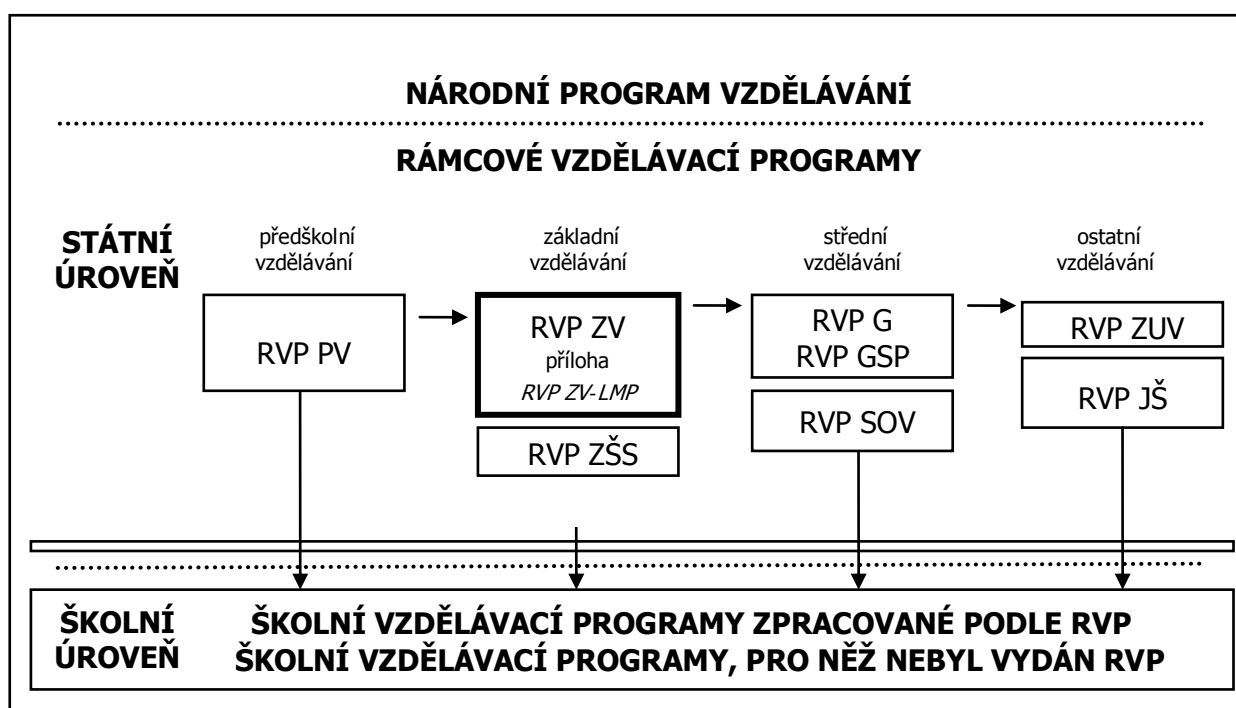 NÁRODNÍ PROGRAM VZDĚLÁVÁNÍ
RÁMCOVÉ VZDĚLÁVACÍ PROGRAMY
STÁTNÍ
ÚROVEŇ
předškolní
vzdělávání
základní
vzdělávání
střední
vzdělávání
ostatní
vzdělávání
RVP PV
RVP ZV
příloha
RVP ZV-LMP
RVP ZŠS
RVP G
RVP GSP
RVP SOV
RVP ZUV
RVP JŠ
ŠKOLNÍ
ÚROVEŇ
ŠKOLNÍ VZDĚLÁVACÍ PROGRAMY ZPRACOVANÉ PODLE RVP
ŠKOLNÍ VZDĚLÁVACÍ PROGRAMY, PRO NĚŽ NEBYL VYDÁN RVP